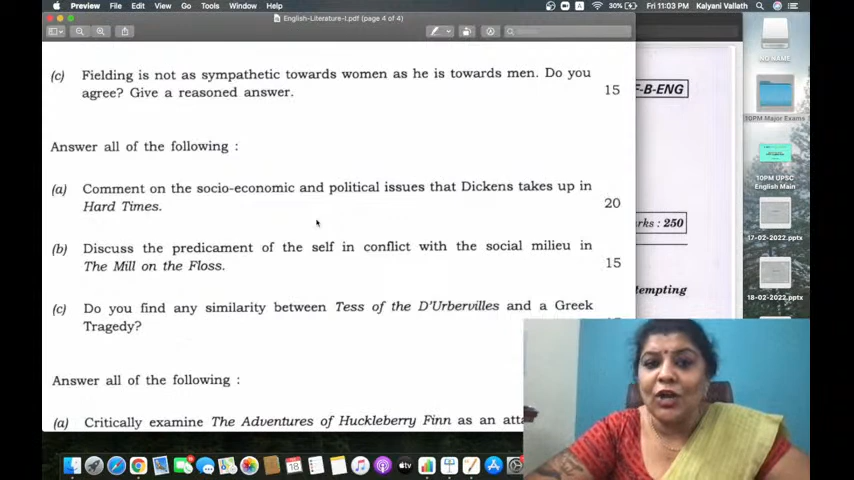 Preview File Edit View Go Tools Window Help
30% Fri 11:03 PM Kalyani Vallath
English-Literature-I.pdf (page 4 of 4)
Search
(c) Fielding is not as sympathetic towards women as he is towards men. Do you
agree? Give a reasoned answer. 15
Answer all of the following :
(a) Comment on the socio-economic and political issues that Dickens takes up in
Hard Times. 20
(b) Discuss the predicament of the self in conflict with the social milieu in
The Mill on the Floss. 15
(c) Do you find any similarity between Tess of the D'Urbervilles and a Greek
Tragedy?
Answer all of the following :
(a) Critically examine The Adventures of Huckleberry Finn as an atta
F-B-ENG
rks : 250
empting
NO NAME
10PM Major Exams
10PM UPSC
English Main
17-02-2022.pptx
18-02-2022.pptx